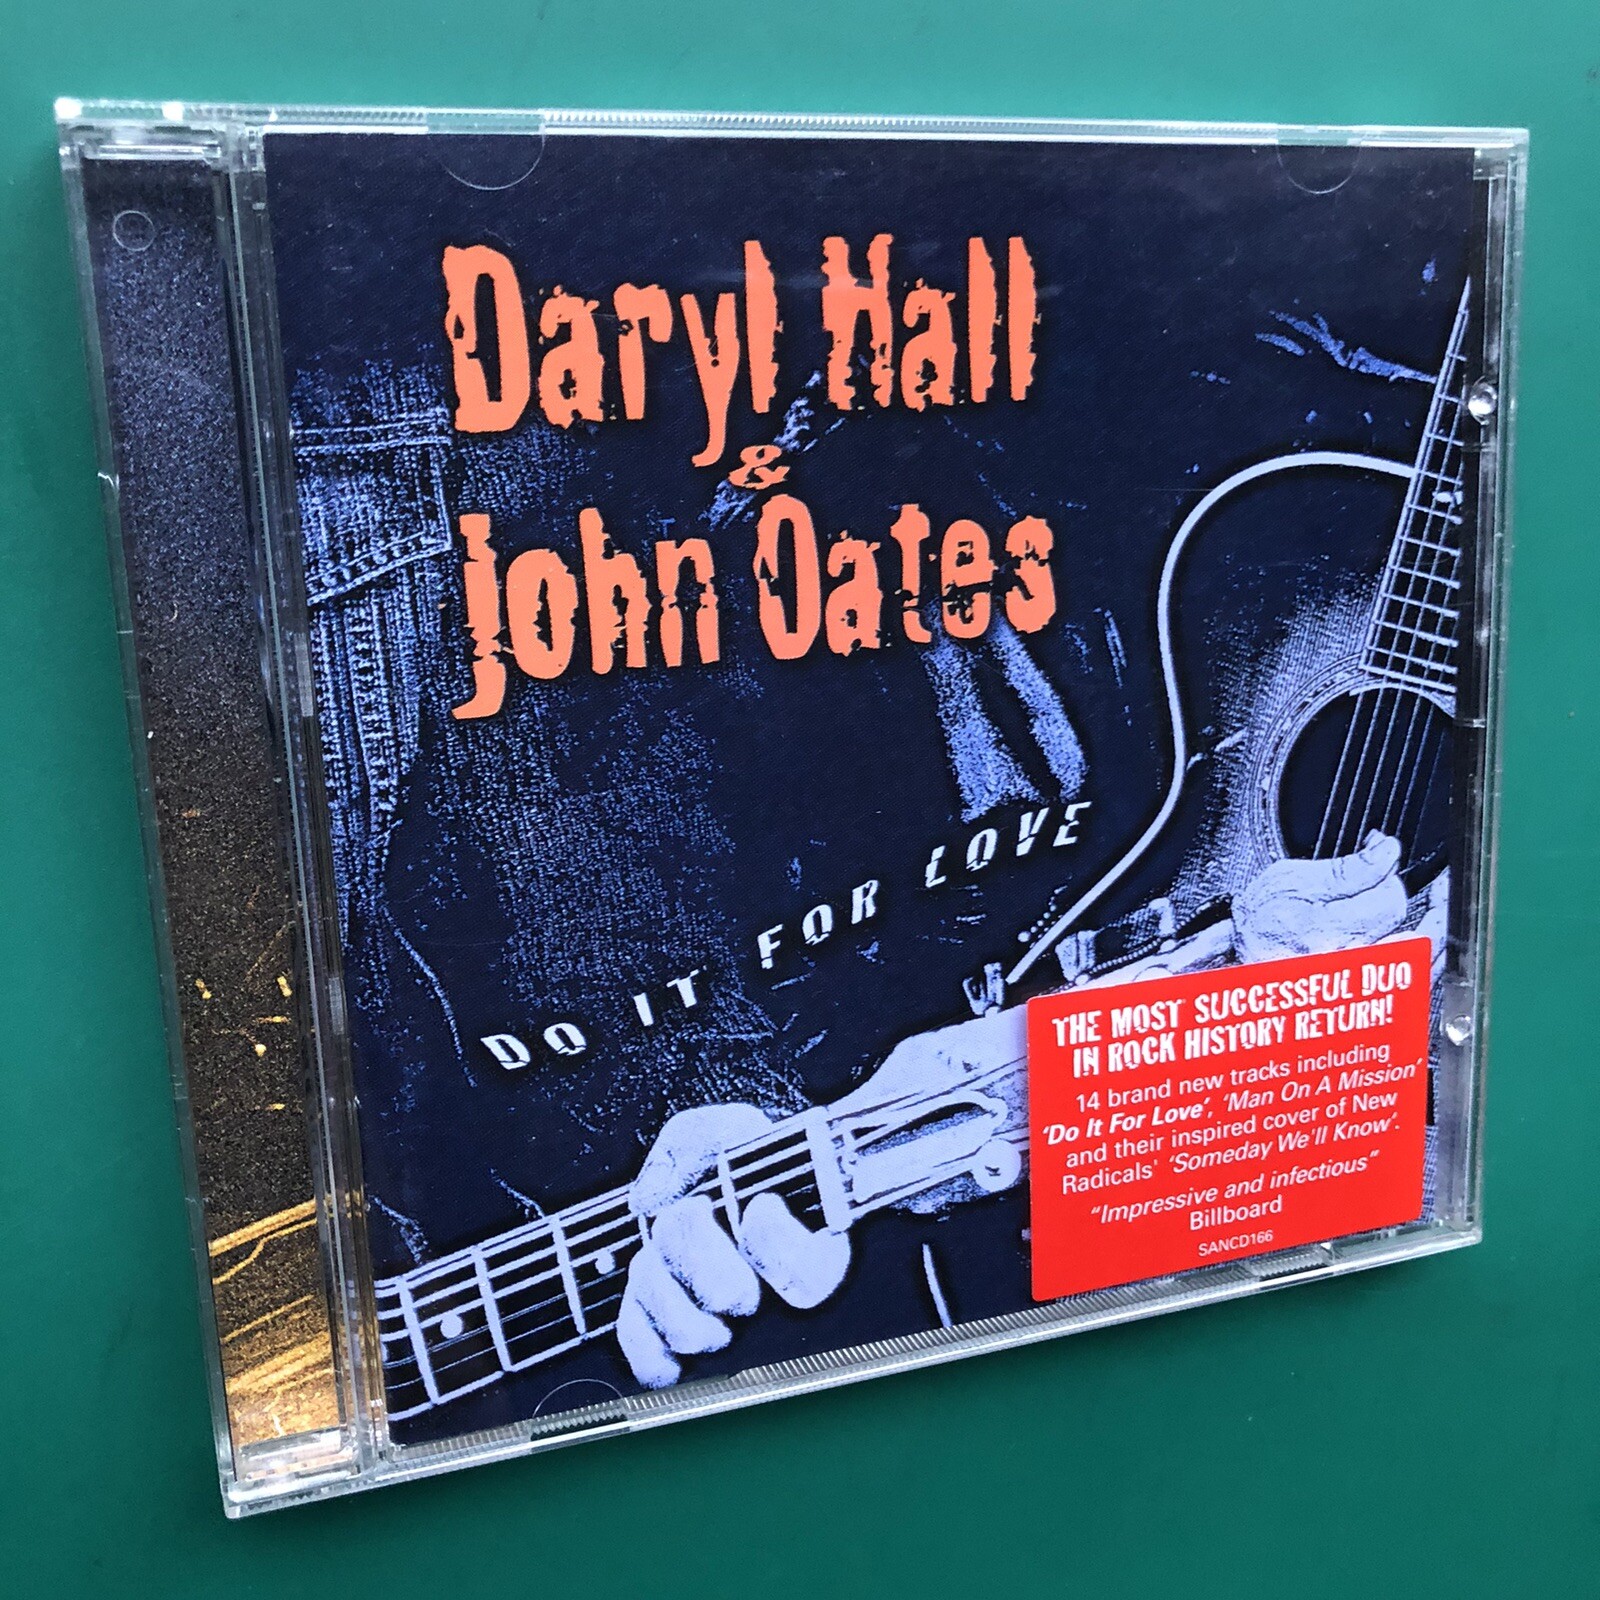 Daryl Hall
&
John Oates
DO IT FOR LOVE
THE MOST SUCCESSFUL DUO
IN ROCK HISTORY RETURN!
14 brand new tracks including
‘Do It For Love’, ‘Man On A Mission’
and their inspired cover of New
Radicals' ‘Someday We'll Know’.
“Impressive and infectious”
Billboard
SANCD166